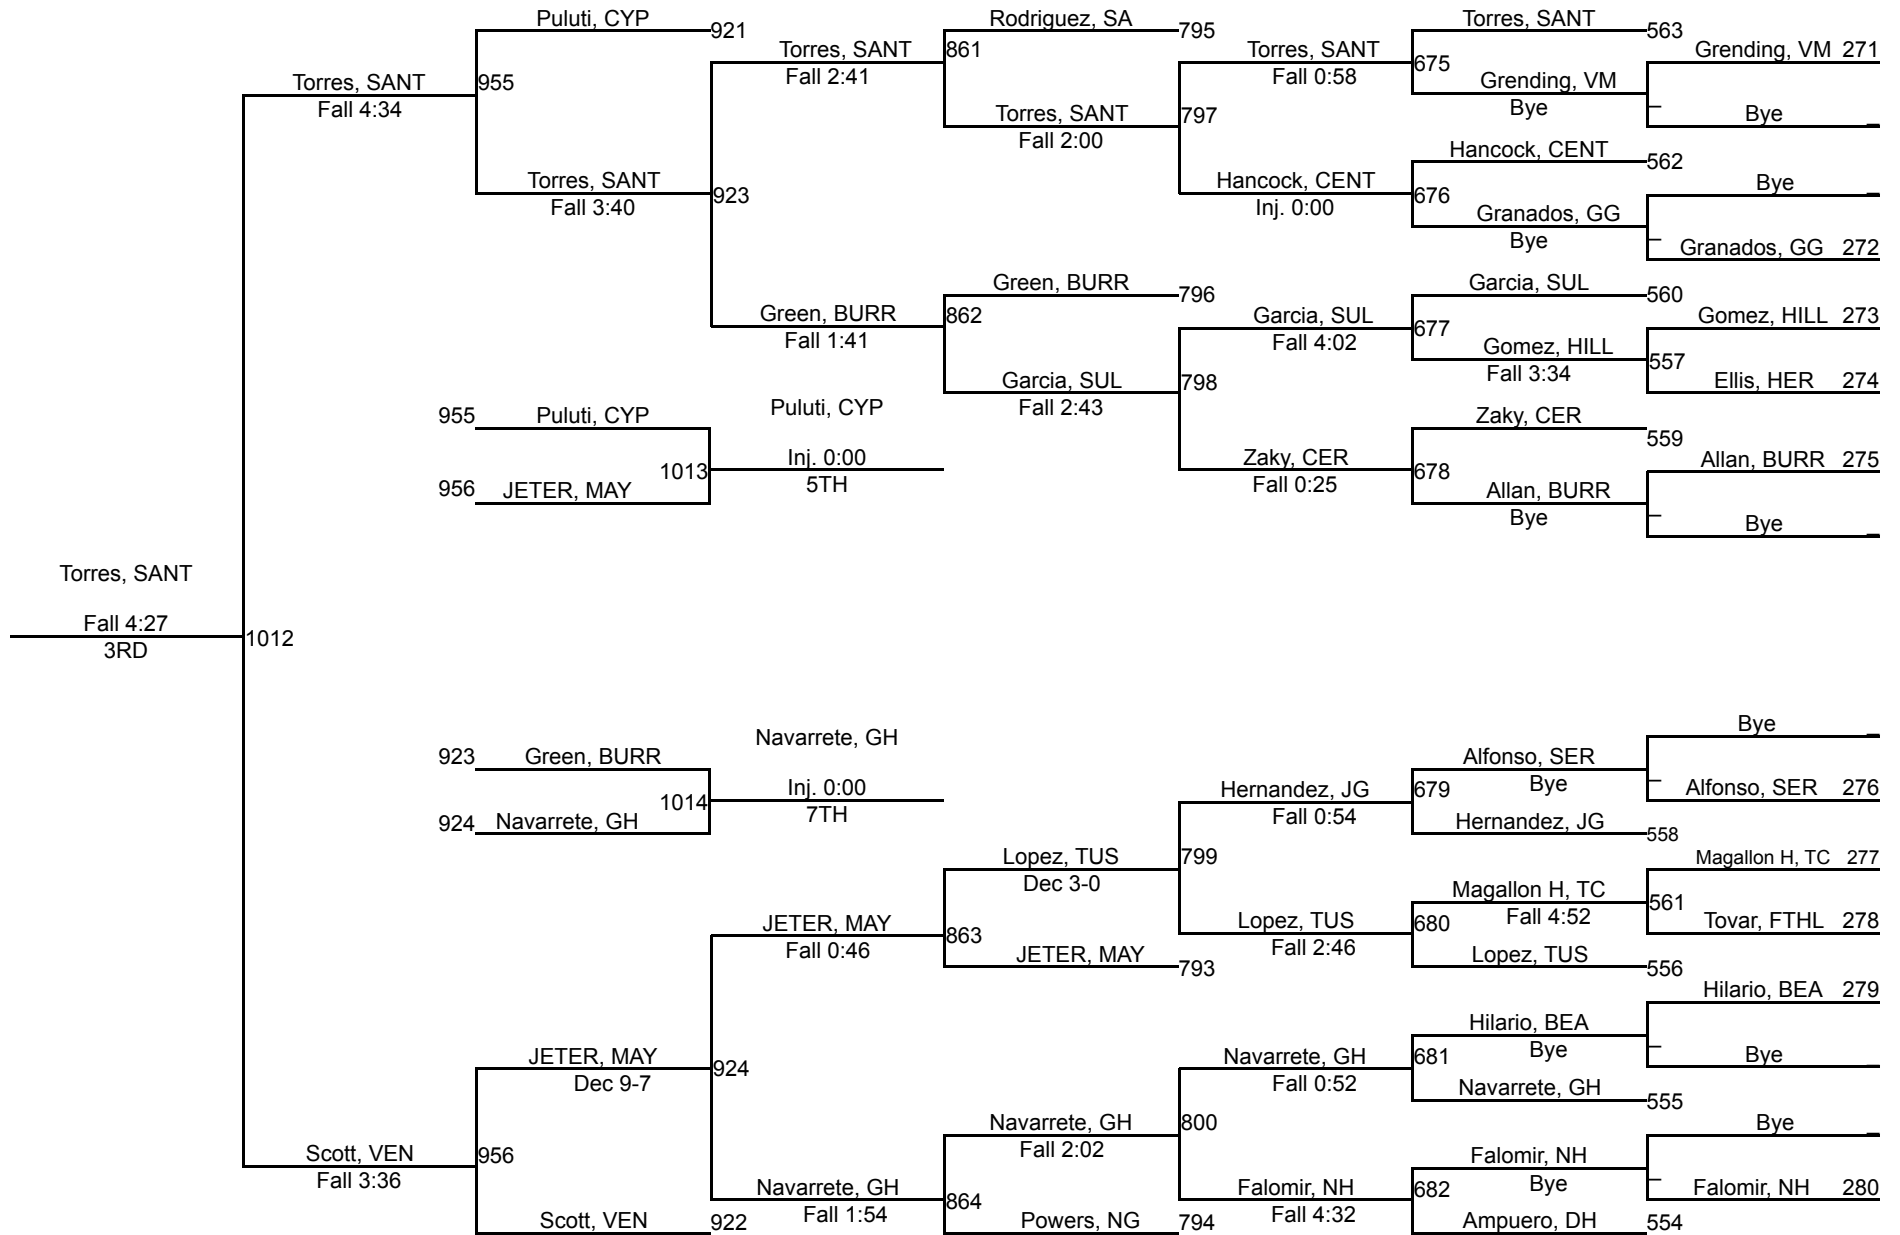 Puluti, CYP 921
Rodriguez, SA 795
Torres, SANT 563
Torres, SANT 861
Torres, SANT
Grending, VM 271
Fall 2:41
Fall 0:58
675
Torres, SANT 955
Grending, VM
Fall 4:34
Bye
_
Torres, SANT 797
Bye _
Fall 2:00
Hancock, CENT 562
Torres, SANT 923
Hancock, CENT 676
Bye _
Fall 3:40
Inj. 0:00
Granados, GG
Bye
_
Granados, GG 272
Green, BURR 796
Garcia, SUL 560
Green, BURR 862
Garcia, SUL 677
Gomez, HILL 273
Fall 1:41
Fall 4:02
Gomez, HILL
Fall 3:34
557
Garcia, SUL 798
Ellis, HER 274
Fall 2:43
955 Puluti, CYP
Puluti, CYP
Zaky, CER 559
1013 Inj. 0:00
5TH
Zaky, CER 678
Fall 0:25
Allan, BURR 275
956 JETER, MAY
Allan, BURR
Bye
_
Bye _
Torres, SANT
Fall 4:27
3RD
1012
Bye _
923 Green, BURR
Navarrete, GH
Alfonso, SER
Bye
_
1014 Inj. 0:00
7TH
Hernandez, JG 679
Fall 0:54
Alfonso, SER 276
924 Navarrete, GH
Hernandez, JG 558
Lopez, TUS 799
Dec 3-0
Magallon H, TC 277
Magallon H, TC 561
Fall 4:52
JETER, MAY 863
Fall 0:46
Lopez, TUS 680
Fall 2:46
Tovar, FTHL 278
JETER, MAY 793
Lopez, TUS 556
Hilario, BEA 279
Hilario, BEA
Bye
_
JETER, MAY 924
Dec 9-7
Navarrete, GH 681
Fall 0:52
Bye _
Navarrete, GH 555
Navarrete, GH 800
Fall 2:02
Bye _
Scott, VEN 956
Fall 3:36
Falomir, NH
Bye
_
Navarrete, GH 864
Fall 1:54
Falomir, NH 682
Fall 4:32
Falomir, NH 280
Scott, VEN 922
Powers, NG 794
Ampuero, DH 554